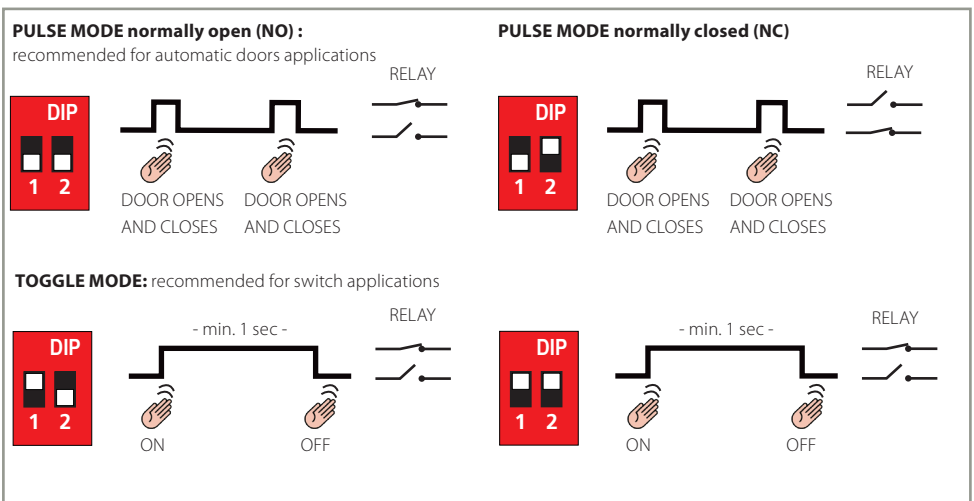 PULSE MODE normally open (NO) :
recommended for automatic doors applications
RELAY
DIP
1 2
DOOR OPENS
AND CLOSES
DOOR OPENS
AND CLOSES
PULSE MODE normally closed (NC)
RELAY
DIP
1 2
DOOR OPENS
AND CLOSES
DOOR OPENS
AND CLOSES
TOGGLE MODE: recommended for switch applications
RELAY
- min. 1 sec -
DIP
1 2
ON
OFF
RELAY
- min. 1 sec -
DIP
1 2
ON
OFF